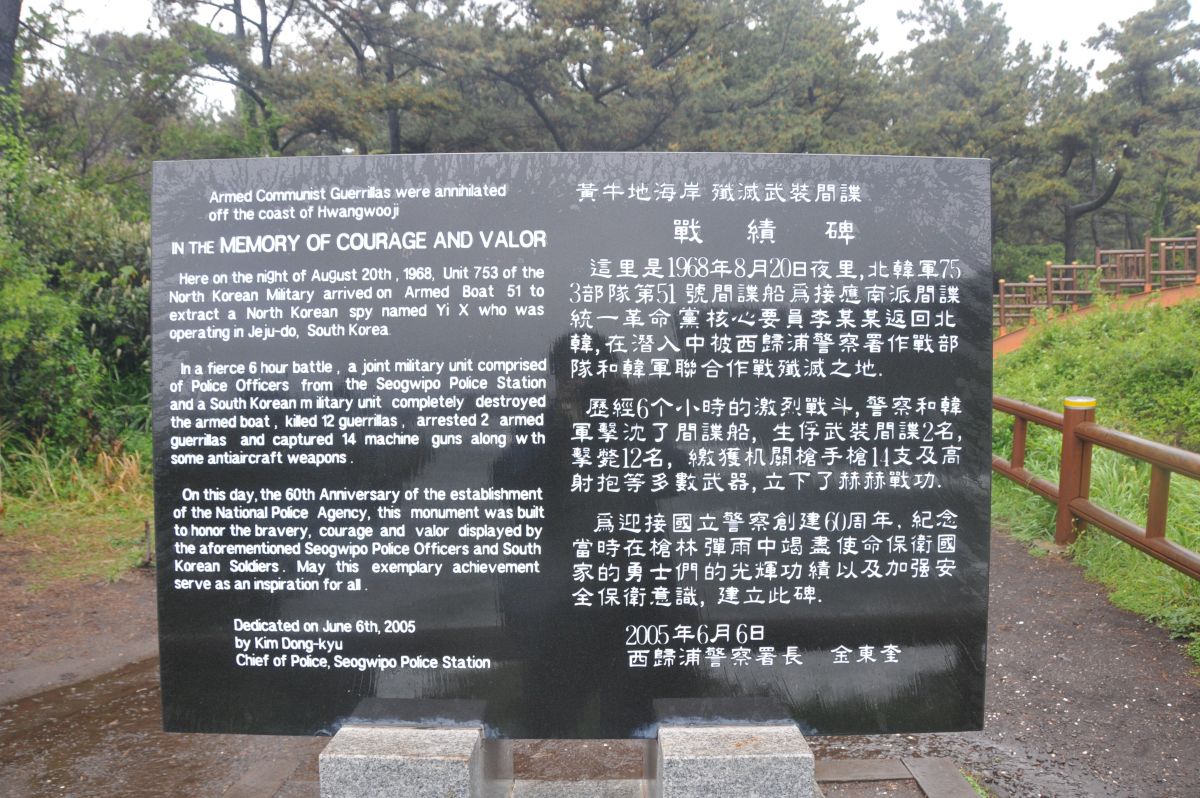 Armed Communist Guerrillas were annihilated
off the coast of Hwangwooji
IN THE MEMORY OF COURAGE AND VALOR
Here on the night of August 20th, 1968, Unit 753 of the
North Korean Military arrived on Armed Boat 51 to
extract a North Korean spy named Yi X who was
operating in Jeju-do, South Korea.
In a fierce 6 hour battle, a joint military unit comprised
of Police Officers from the Seogwipo Police Station
and a South Korean military unit completely destroyed
the armed boat, killed 12 guerrillas, arrested 2 armed
guerrillas and captured 14 machine guns along w th
some antiaircraft weapons.
On this day, the 60th Anniversary of the establishment
of the National Police Agency, this monument was built
to honor the bravery, courage and valor displayed by
the aforementioned Seogwipo Police Officers and South
Korean Soldiers. May this exemplary achievement
serve as an inspiration for all.
Dedicated on June 6th, 2005
by Kim Dong-kyu
Chief of Police, Seogwipo Police Station
黃牛地海岸 殲滅武裝間諜
戰績碑
這里是1968年8月20日夜里,北韓軍75
3部隊第51號間諜船爲接應南派間諜
統一革命黨核心要員李某某返回北
韓,在潛入中被西歸浦警察署作戰部
隊和韓軍聯合作戰殲滅之地.
歷經6个小時的激烈戰斗,警察和韓
軍擊沈了間諜船, 生俘武裝間諜2名,
擊斃12名, 繳獲机關槍手槍14支及高
射抱等多數武器,立下了赫赫戰功.
爲迎接國立警察創建60周年, 紀念
當時在槍林彈雨中竭盡使命保衛國
家的勇士們的光輝功績以及加强安
全保衛意識, 建立此碑.
2005年6月6日
西歸浦警察署長 金東奎